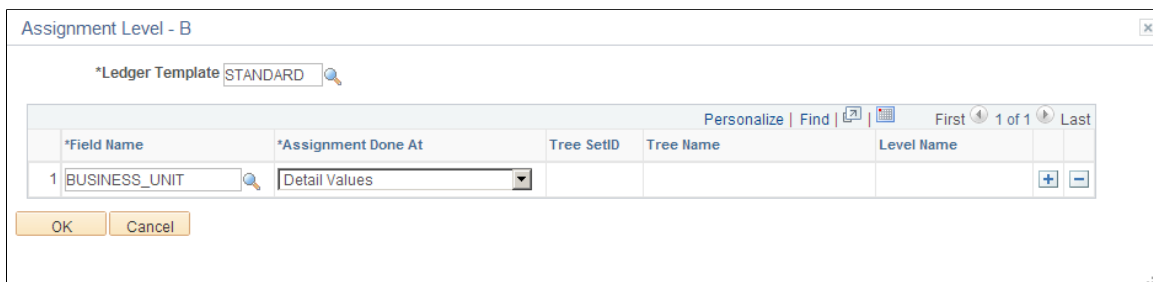 Assignment Level - B
*Ledger Template STANDARD
Personalize | Find | | First 1 of 1 Last
*Field Name *Assignment Done At Tree SetID Tree Name Level Name
1 BUSINESS_UNIT Detail Values
OK Cancel